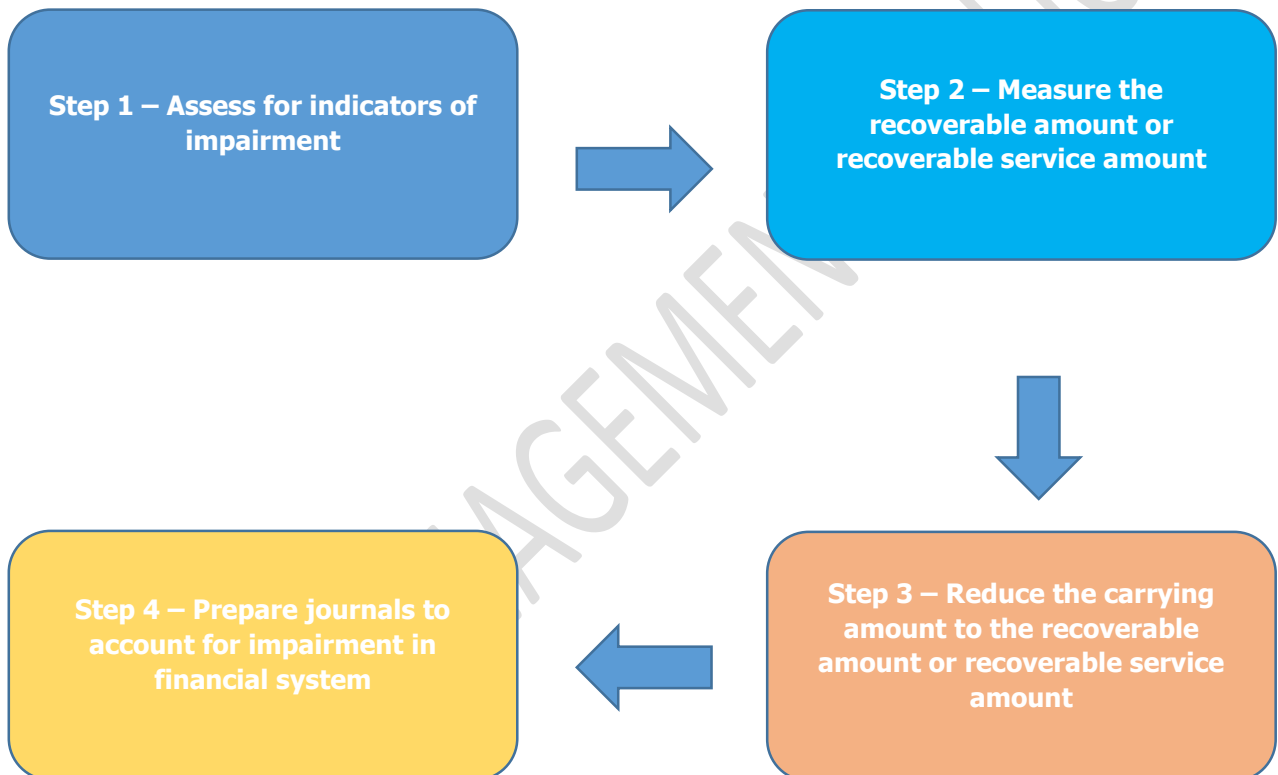 Step 1 – Assess for indicators of
impairment
Step 2 – Measure the
recoverable amount or
recoverable service amount
Step 3 – Reduce the carrying
amount to the recoverable
amount or recoverable service
amount
Step 4 – Prepare journals to
account for impairment in
financial system